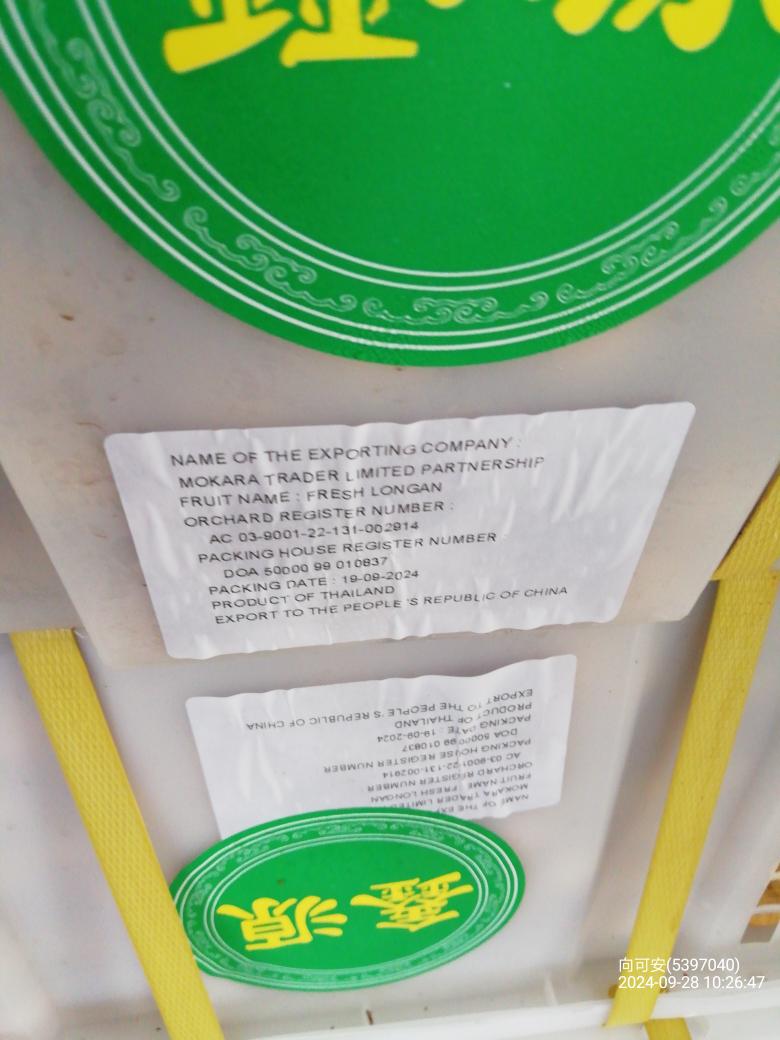 NAME OF THE EXPORTING COMPANY :
MOKARA TRADER LIMITED PARTNERSHIP
FRUIT NAME : FRESH LONGAN
ORCHARD REGISTER NUMBER :
AC 03-9001-22-131-002914
PACKING HOUSE REGISTER NUMBER :
DOA 50000 99 010837
PACKING DATE : 19-09-2024
PRODUCT OF THAILAND
EXPORT TO THE PEOPLE 'S REPUBLIC OF CHINA
NAME OF THE
MOKARA TRADER LIMITED
FRUIT NAME : FRESH LONGAN
ORCHARD REGISTER NUMBER
AC 03-9001-22-131-002914
PACKING HOUSE REGISTER NUMBER
DOA 50000 99 010837
PACKING DATE : 19-09-2024
PRODUCT OF THAILAND
EXPORT TO THE PEOPLE 'S REPUBLIC OF CHINA
鑫源
向可安(5397040)
2024-09-28 10:26:47